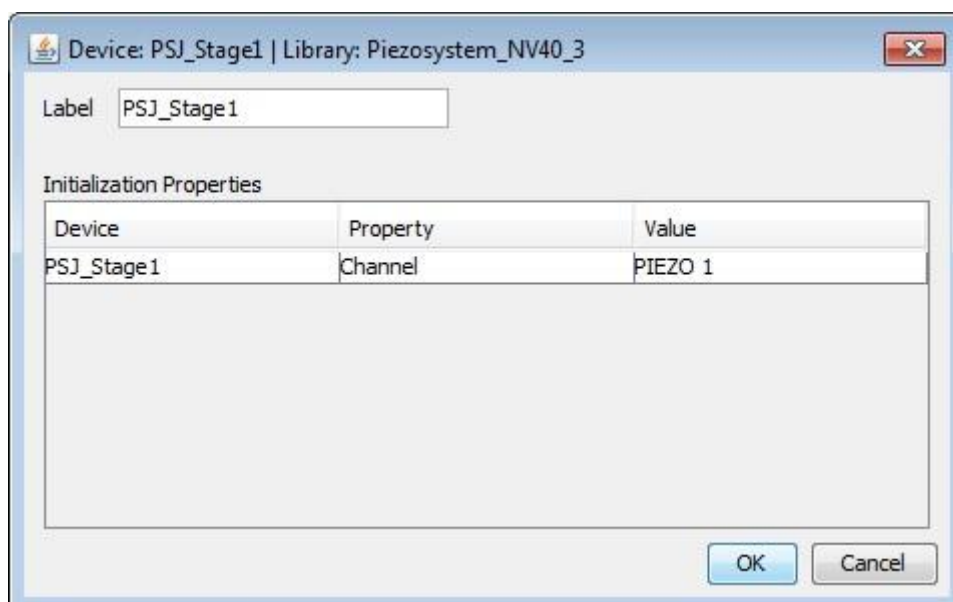 Device: PSJ_Stage1 | Library: Piezosystem_NV40_3
Label PSJ_Stage1
Initialization Properties
Device Property Value
PSJ_Stage1 Channel PIEZO 1
OK Cancel